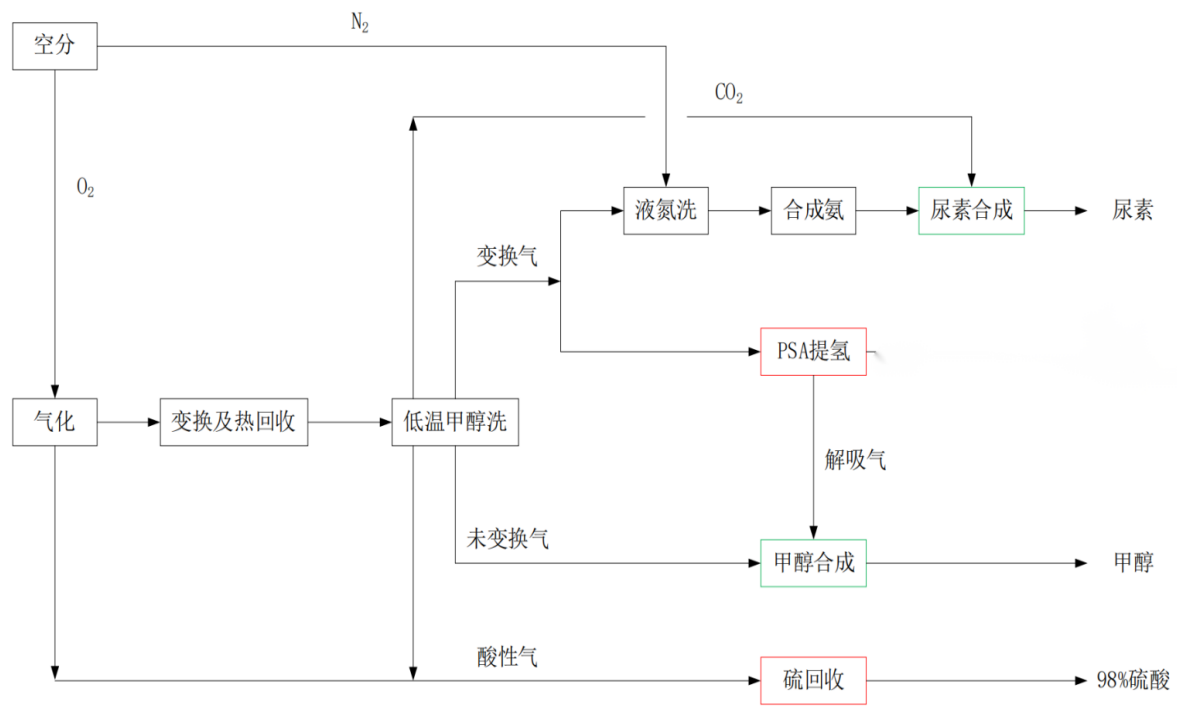 N₂
空分
CO₂
O₂
液氮洗
合成氨
尿素合成
尿素
变换气
PSA提氢
气化
变换及热回收
低温甲醇洗
解吸气
未变换气
甲醇合成
甲醇
酸性气
硫回收
98%硫酸